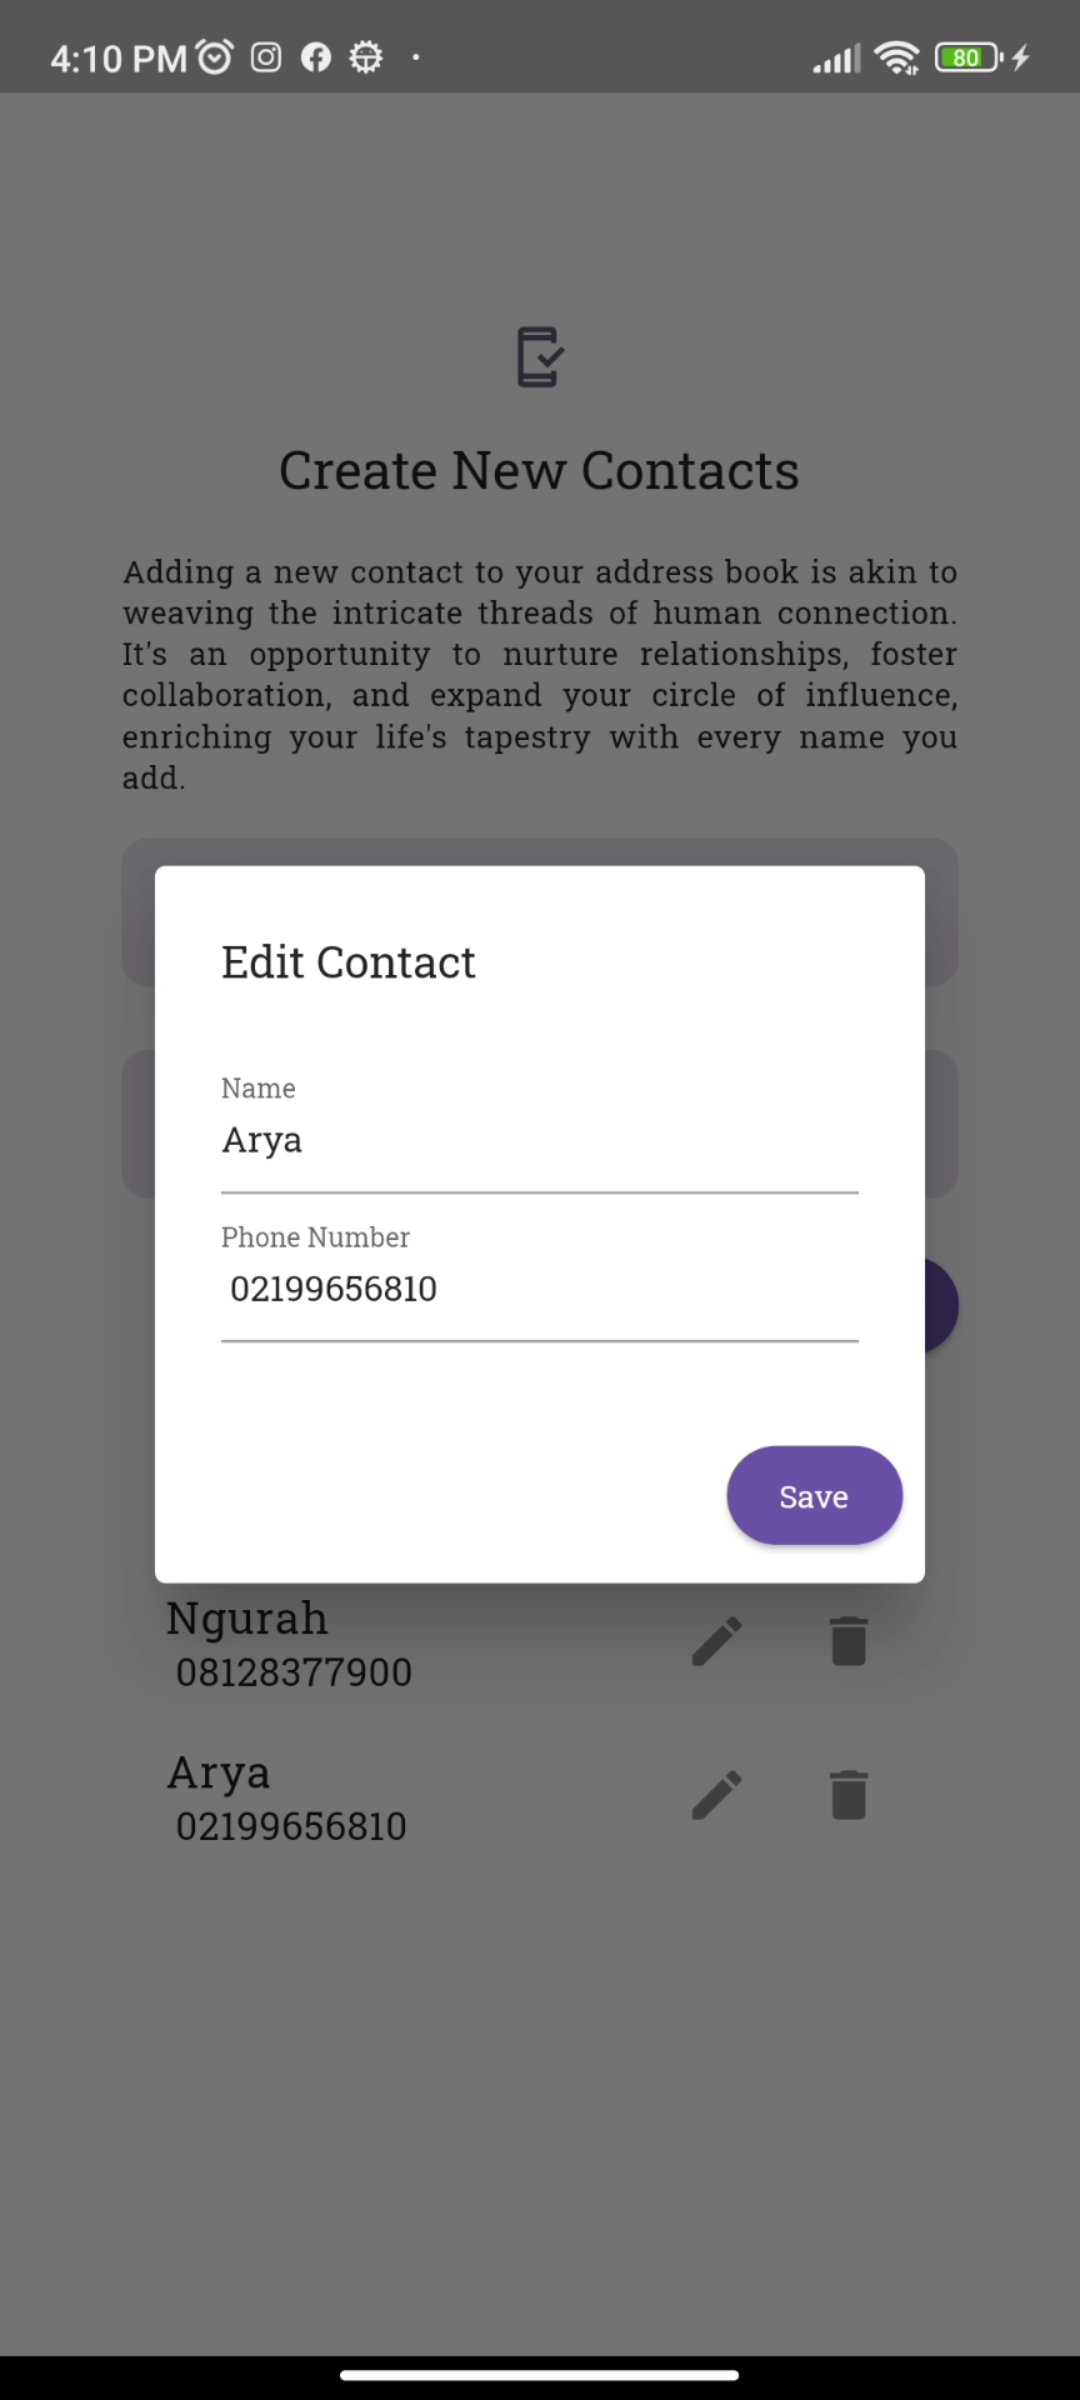 4:10 PM
80
Create New Contacts
Adding a new contact to your address book is akin to
weaving the intricate threads of human connection.
It's an opportunity to nurture relationships, foster
collaboration, and expand your circle of influence,
enriching your life's tapestry with every name you
add.
Edit Contact
Name
Arya
Phone Number
02199656810
Save
Ngurah
08128377900
Arya
02199656810